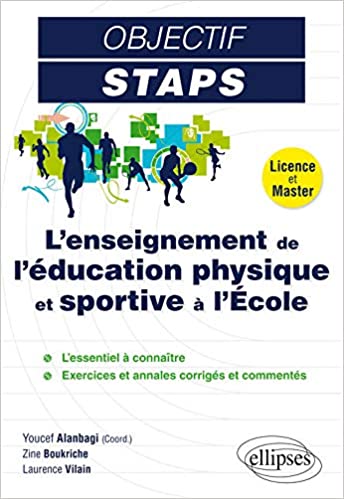 OBJECTIF
STAPS
Licence et
Master
L'enseignement de
l'éducation physique
et sportive à l'École
L'essentiel à connaître
Exercices et annales corrigés et commentés
Youcef Alanbagi (Coord.)
Zine Boukriche
Laurence Vilain
ellipses